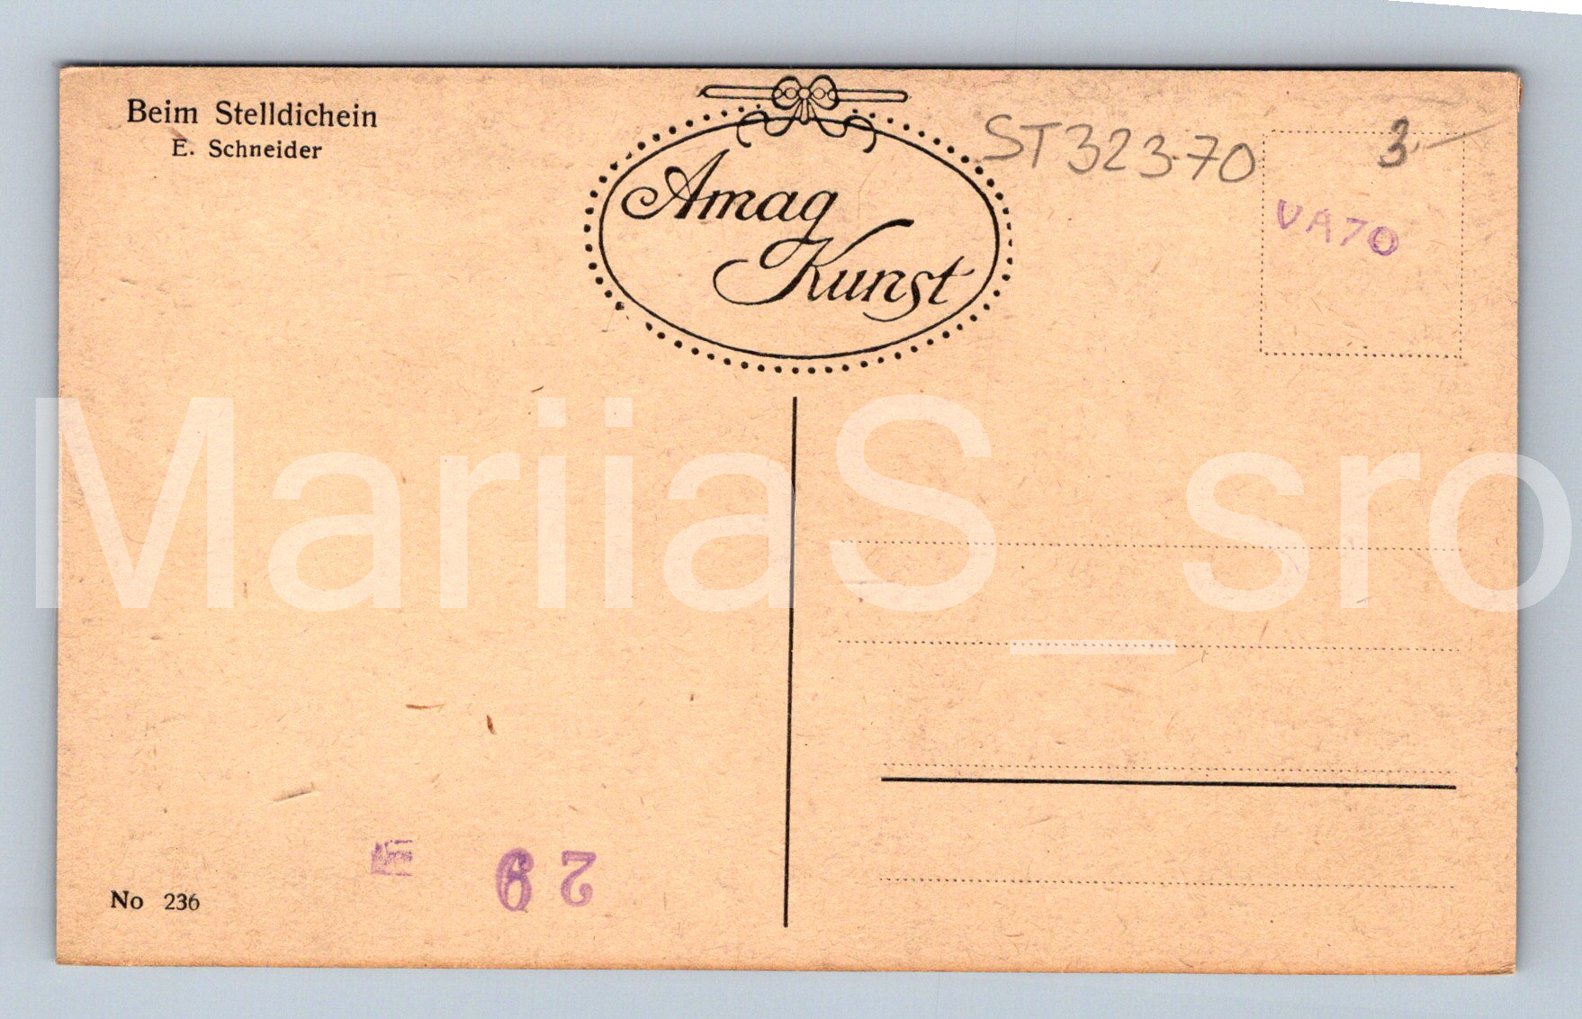 Beim Stelldichein
E. Schneider
Amag
Kunst
ST323-70
3-
VA70
MariiaS_sro
No 236
29